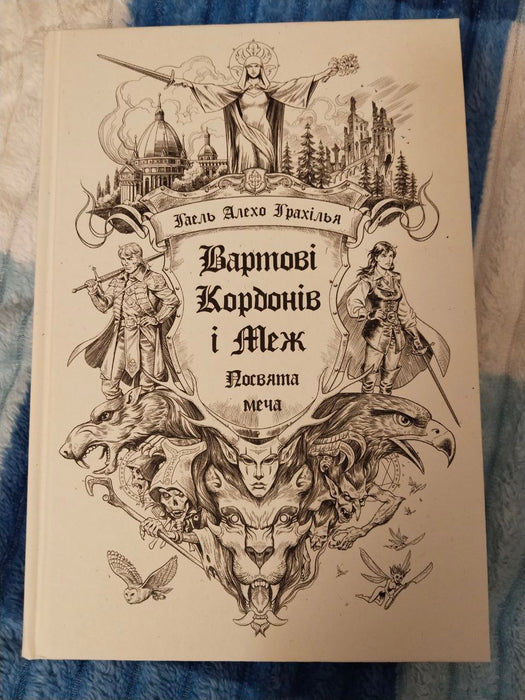 Гаель Алехо Грахілья
Вартові
Кордонів
і Меж
Посвята
меча